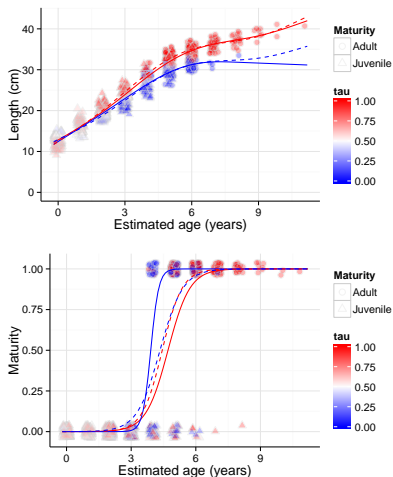 Length (cm)
40
30
20
10
0
0
3
6
9
Estimated age (years)
Maturity
Adult
Juvenile
tau
1.00
0.75
0.50
0.25
0.00
Maturity
1.00
0.75
0.50
0.25
0.00
0
3
6
9
Estimated age (years)
Maturity
Adult
Juvenile
tau
1.00
0.75
0.50
0.25
0.00